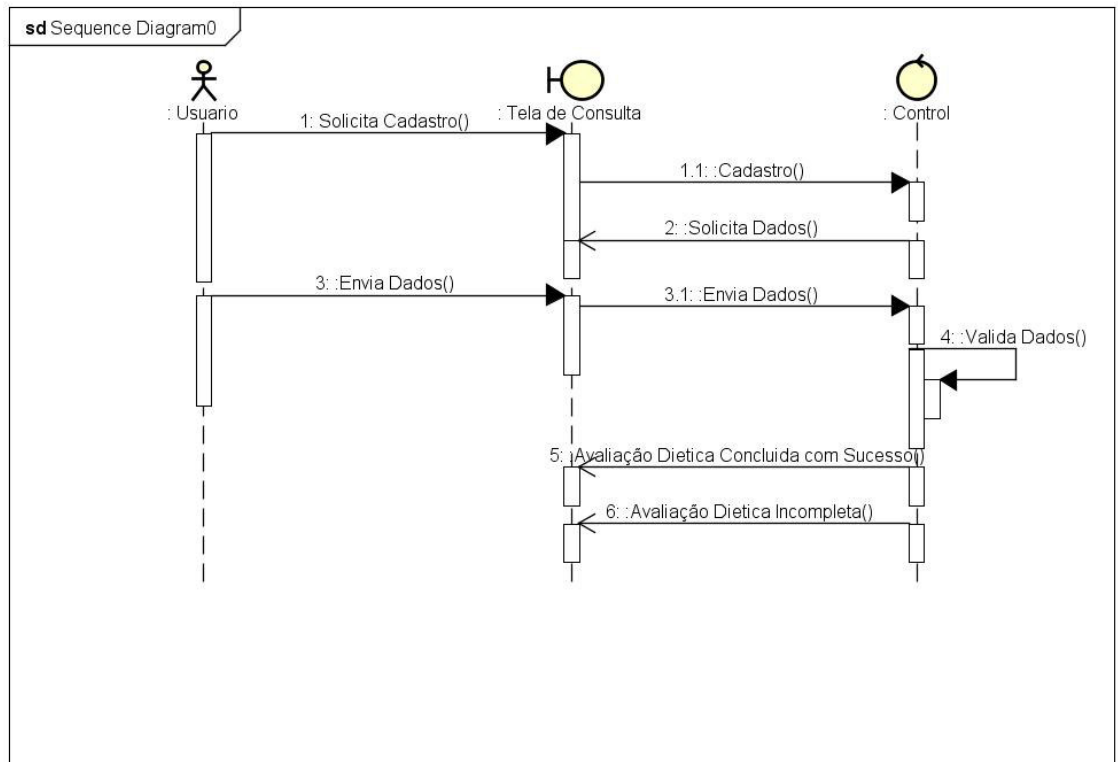 sd Sequence Diagram0
: Usuario
: Tela de Consulta
: Control
1: Solicita Cadastro()
1.1: :Cadastro()
2: :Solicita Dados()
3: :Envia Dados()
3.1: :Envia Dados()
4: :Valida Dados()
5: :Avaliação Dietica Concluida com Sucesso()
6: :Avaliação Dietica Incompleta()